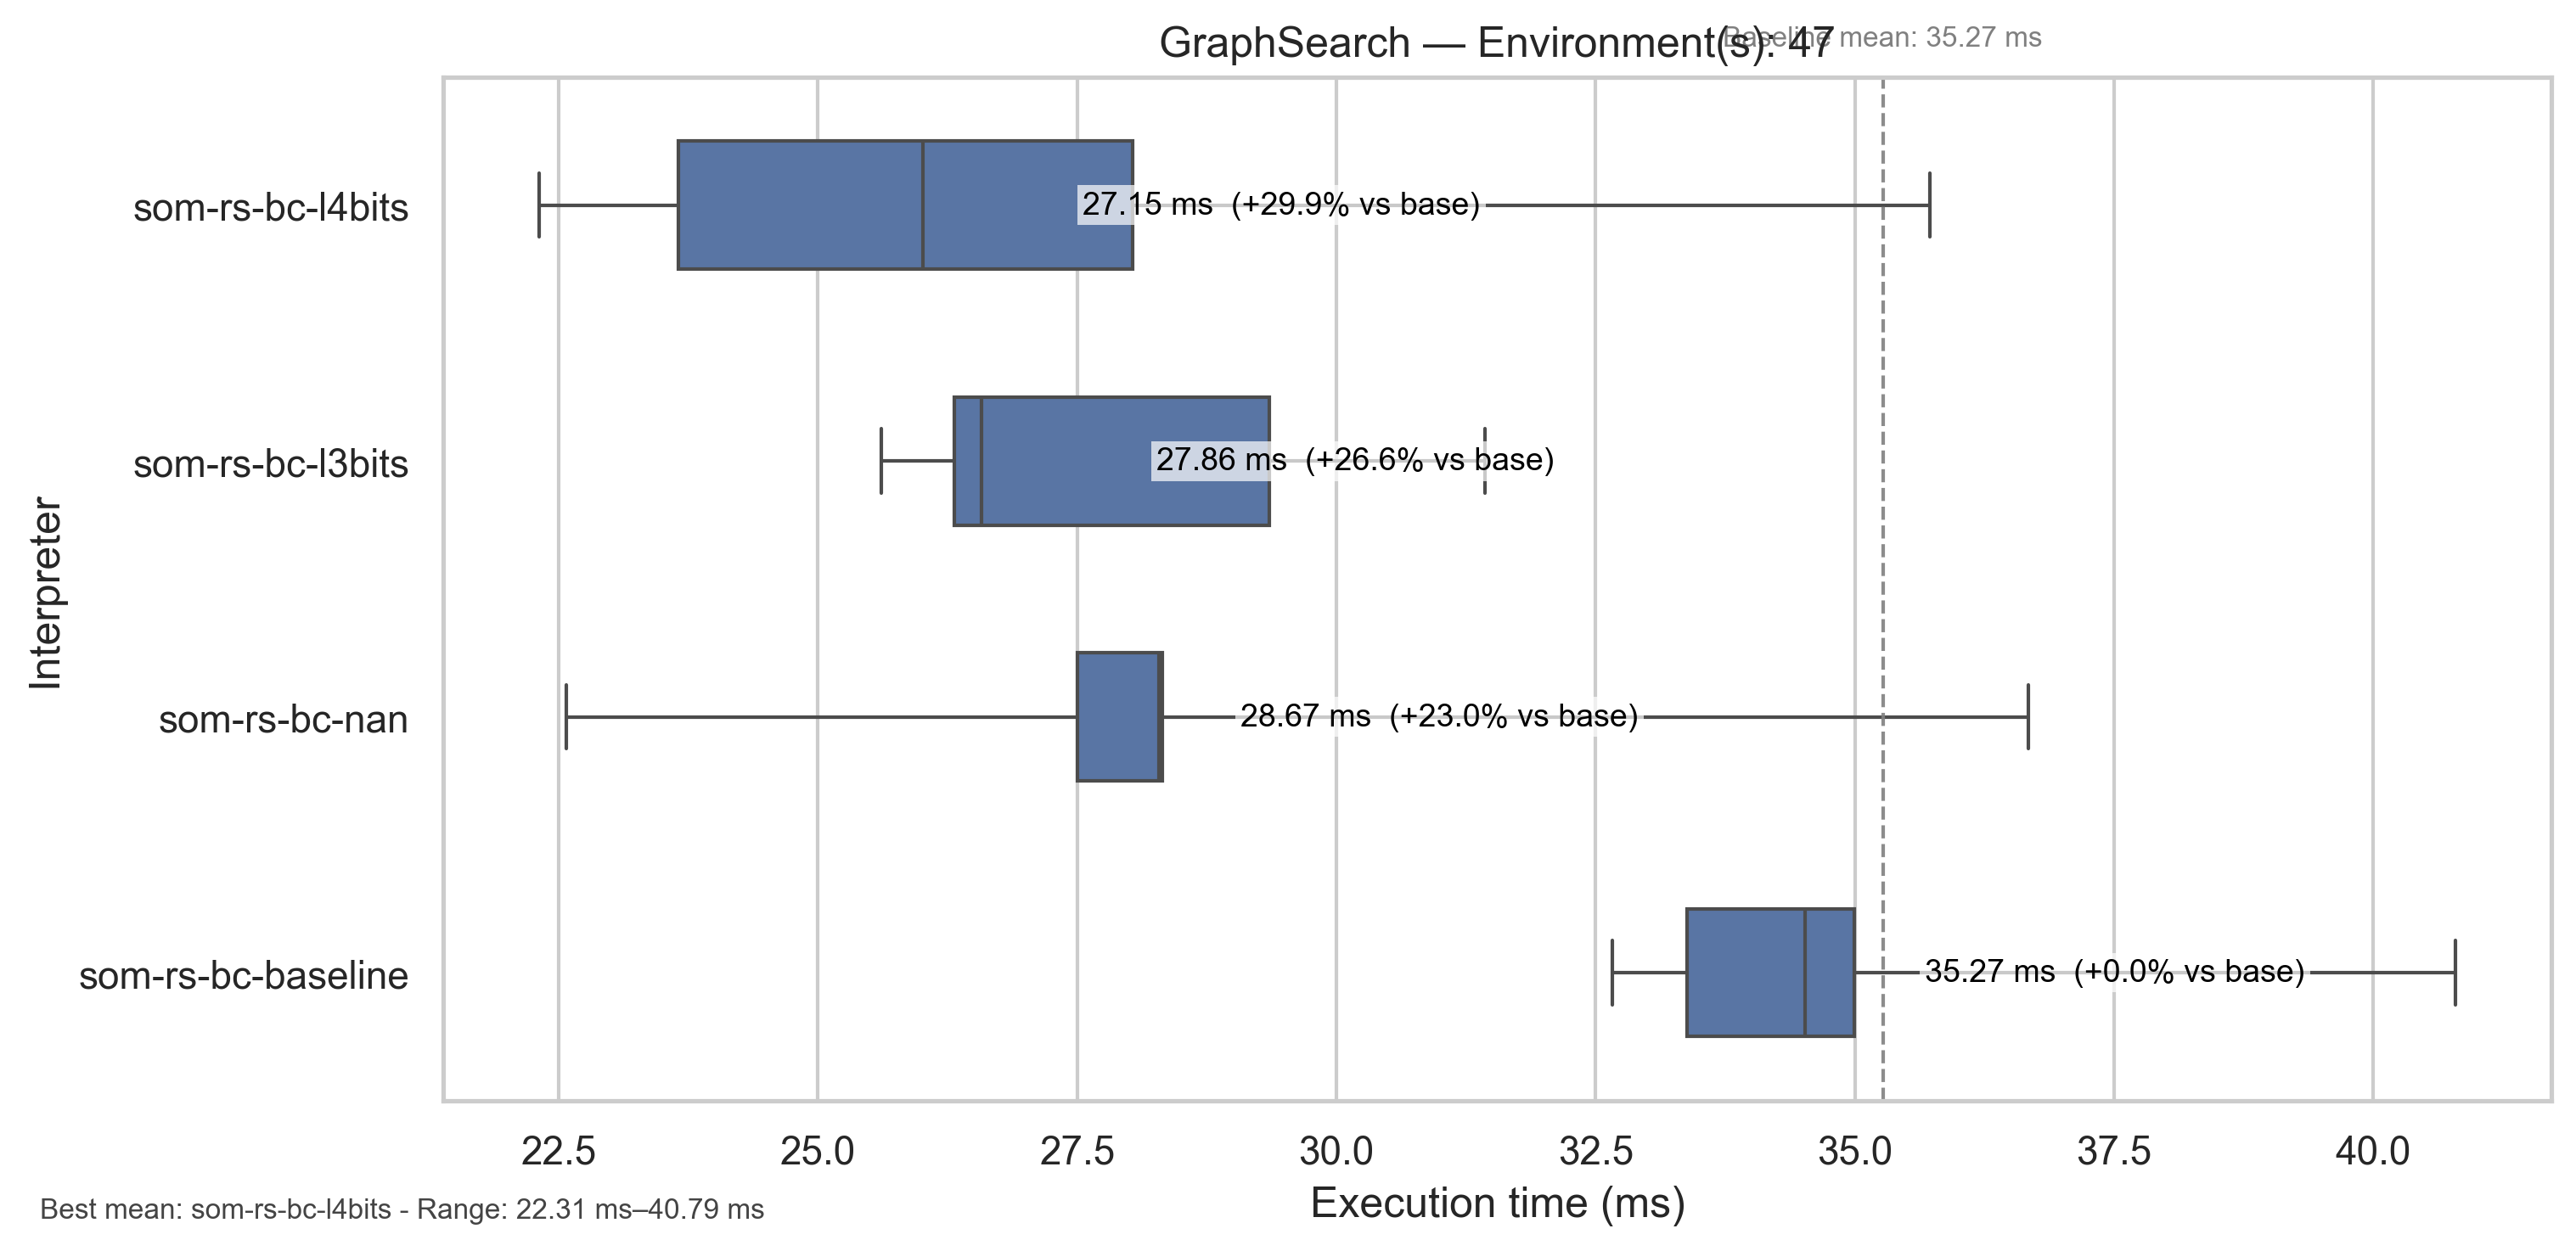 GraphSearch — Environment(s): 47
Baseline mean: 35.27 ms
Interpreter
som-rs-bc-l4bits
27.15 ms (+29.9% vs base)
som-rs-bc-l3bits
27.86 ms (+26.6% vs base)
som-rs-bc-nan
28.67 ms (+23.0% vs base)
som-rs-bc-baseline
35.27 ms (+0.0% vs base)
22.5 25.0 27.5 30.0 32.5 35.0 37.5 40.0
Execution time (ms)
Best mean: som-rs-bc-l4bits - Range: 22.31 ms–40.79 ms